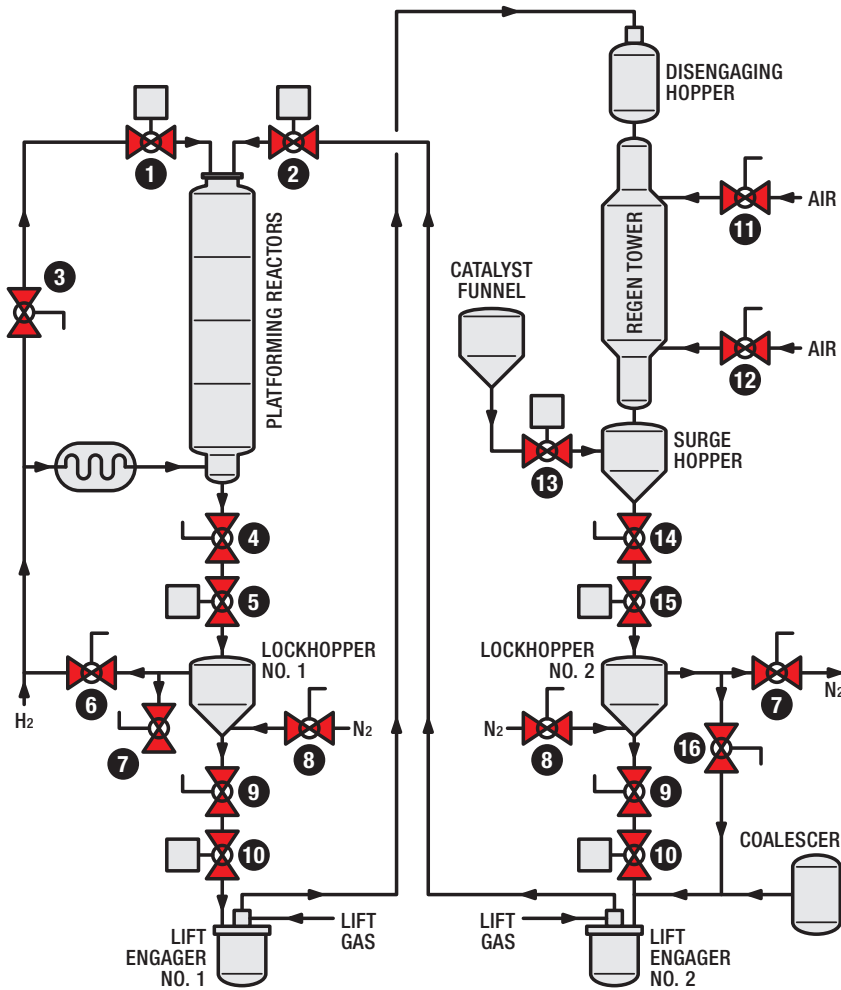 DISENGAGING
HOPPER
1
2
11
AIR
REGEN TOWER
PLATFORMING REACTORS
CATALYST
FUNNEL
3
12
AIR
13
SURGE
HOPPER
4
14
5
15
LOCKHOPPER
NO. 1
LOCKHOPPER
NO. 2
6
H2
7
8
N2
N2
8
7
N2
16
9
9
10
10
COALESCER
LIFT
GAS
LIFT
GAS
LIFT
ENGAGER
NO. 1
LIFT
ENGAGER
NO. 2